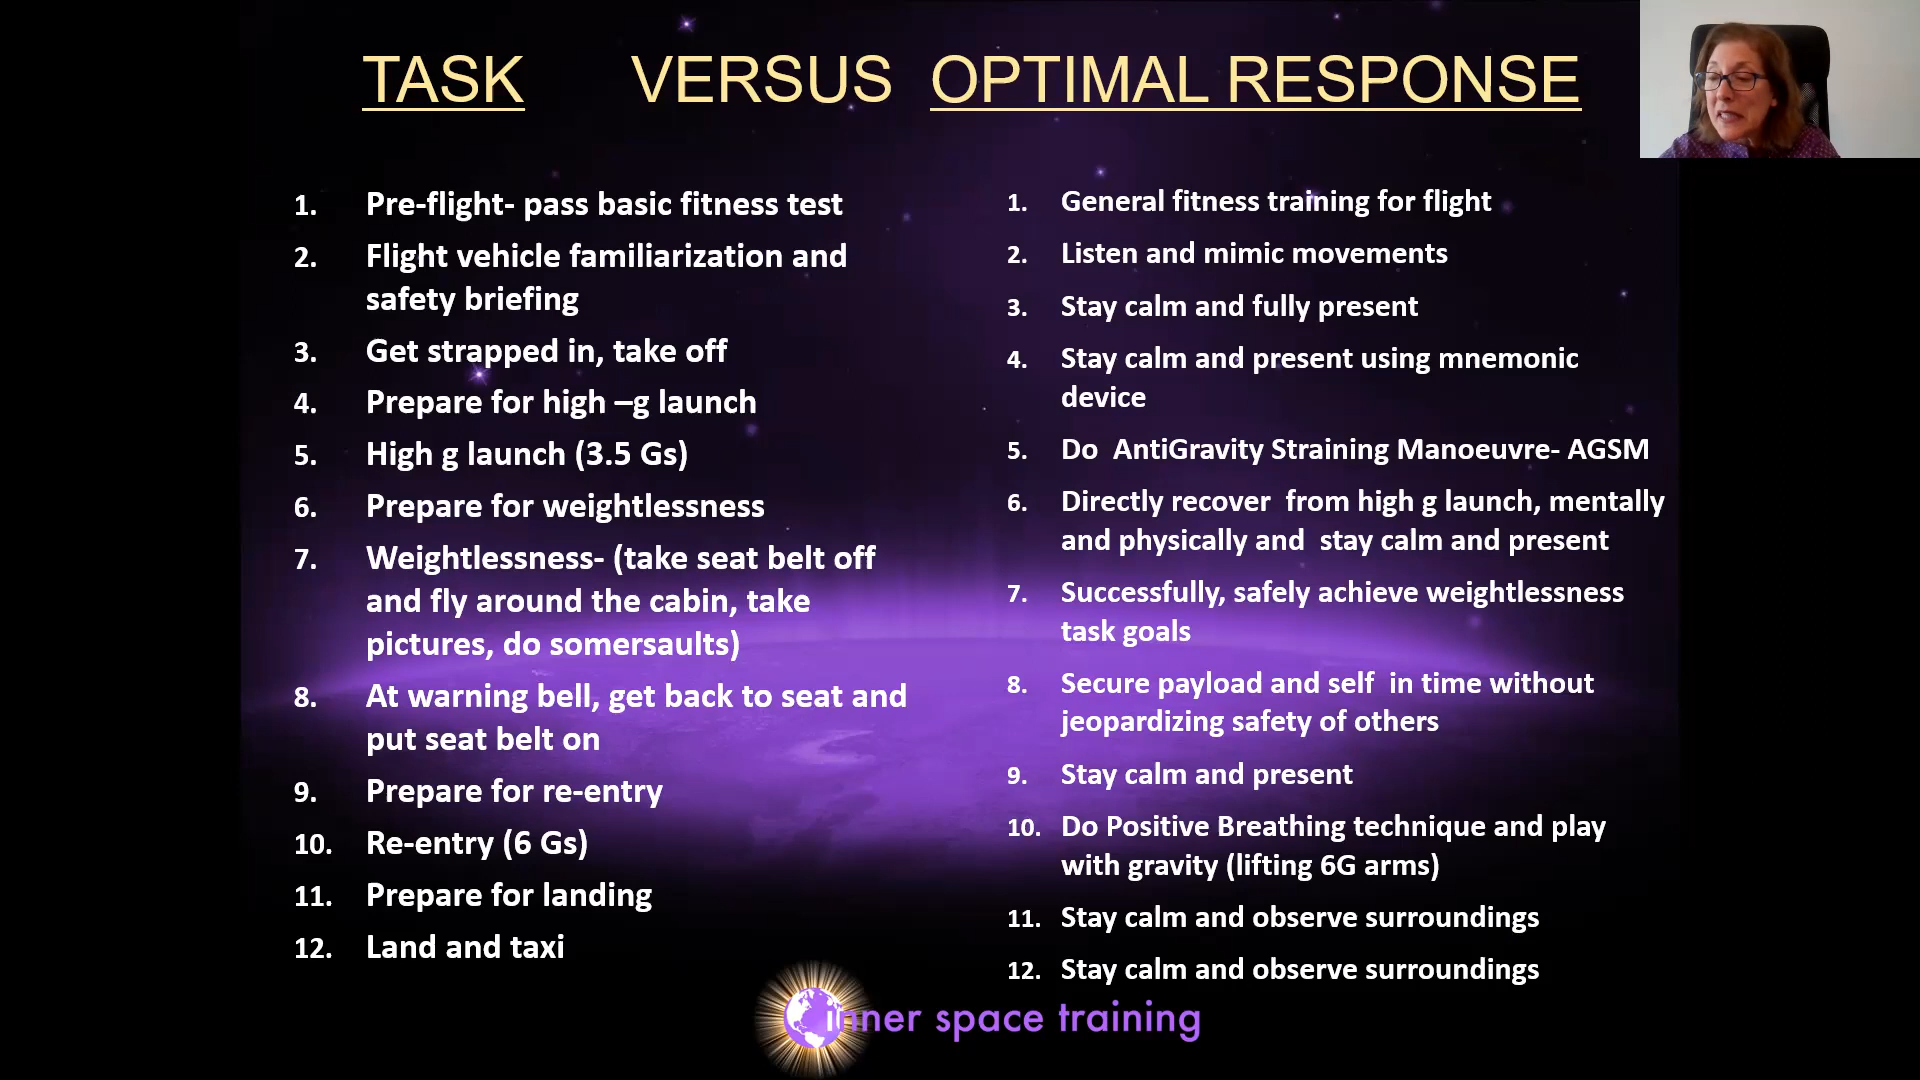 TASK VERSUS OPTIMAL RESPONSE
1. Pre-flight- pass basic fitness test
2. Flight vehicle familiarization and
safety briefing
3. Get strapped in, take off
4. Prepare for high –g launch
5. High g launch (3.5 Gs)
6. Prepare for weightlessness
7. Weightlessness- (take seat belt off
and fly around the cabin, take
pictures, do somersaults)
8. At warning bell, get back to seat and
put seat belt on
9. Prepare for re-entry
10. Re-entry (6 Gs)
11. Prepare for landing
12. Land and taxi
1. General fitness training for flight
2. Listen and mimic movements
3. Stay calm and fully present
4. Stay calm and present using mnemonic
device
5. Do AntiGravity Straining Manoeuvre- AGSM
6. Directly recover from high g launch, mentally
and physically and stay calm and present
7. Successfully, safely achieve weightlessness
task goals
8. Secure payload and self in time without
jeopardizing safety of others
9. Stay calm and present
10. Do Positive Breathing technique and play
with gravity (lifting 6G arms)
11. Stay calm and observe surroundings
12. Stay calm and observe surroundings
inner space training